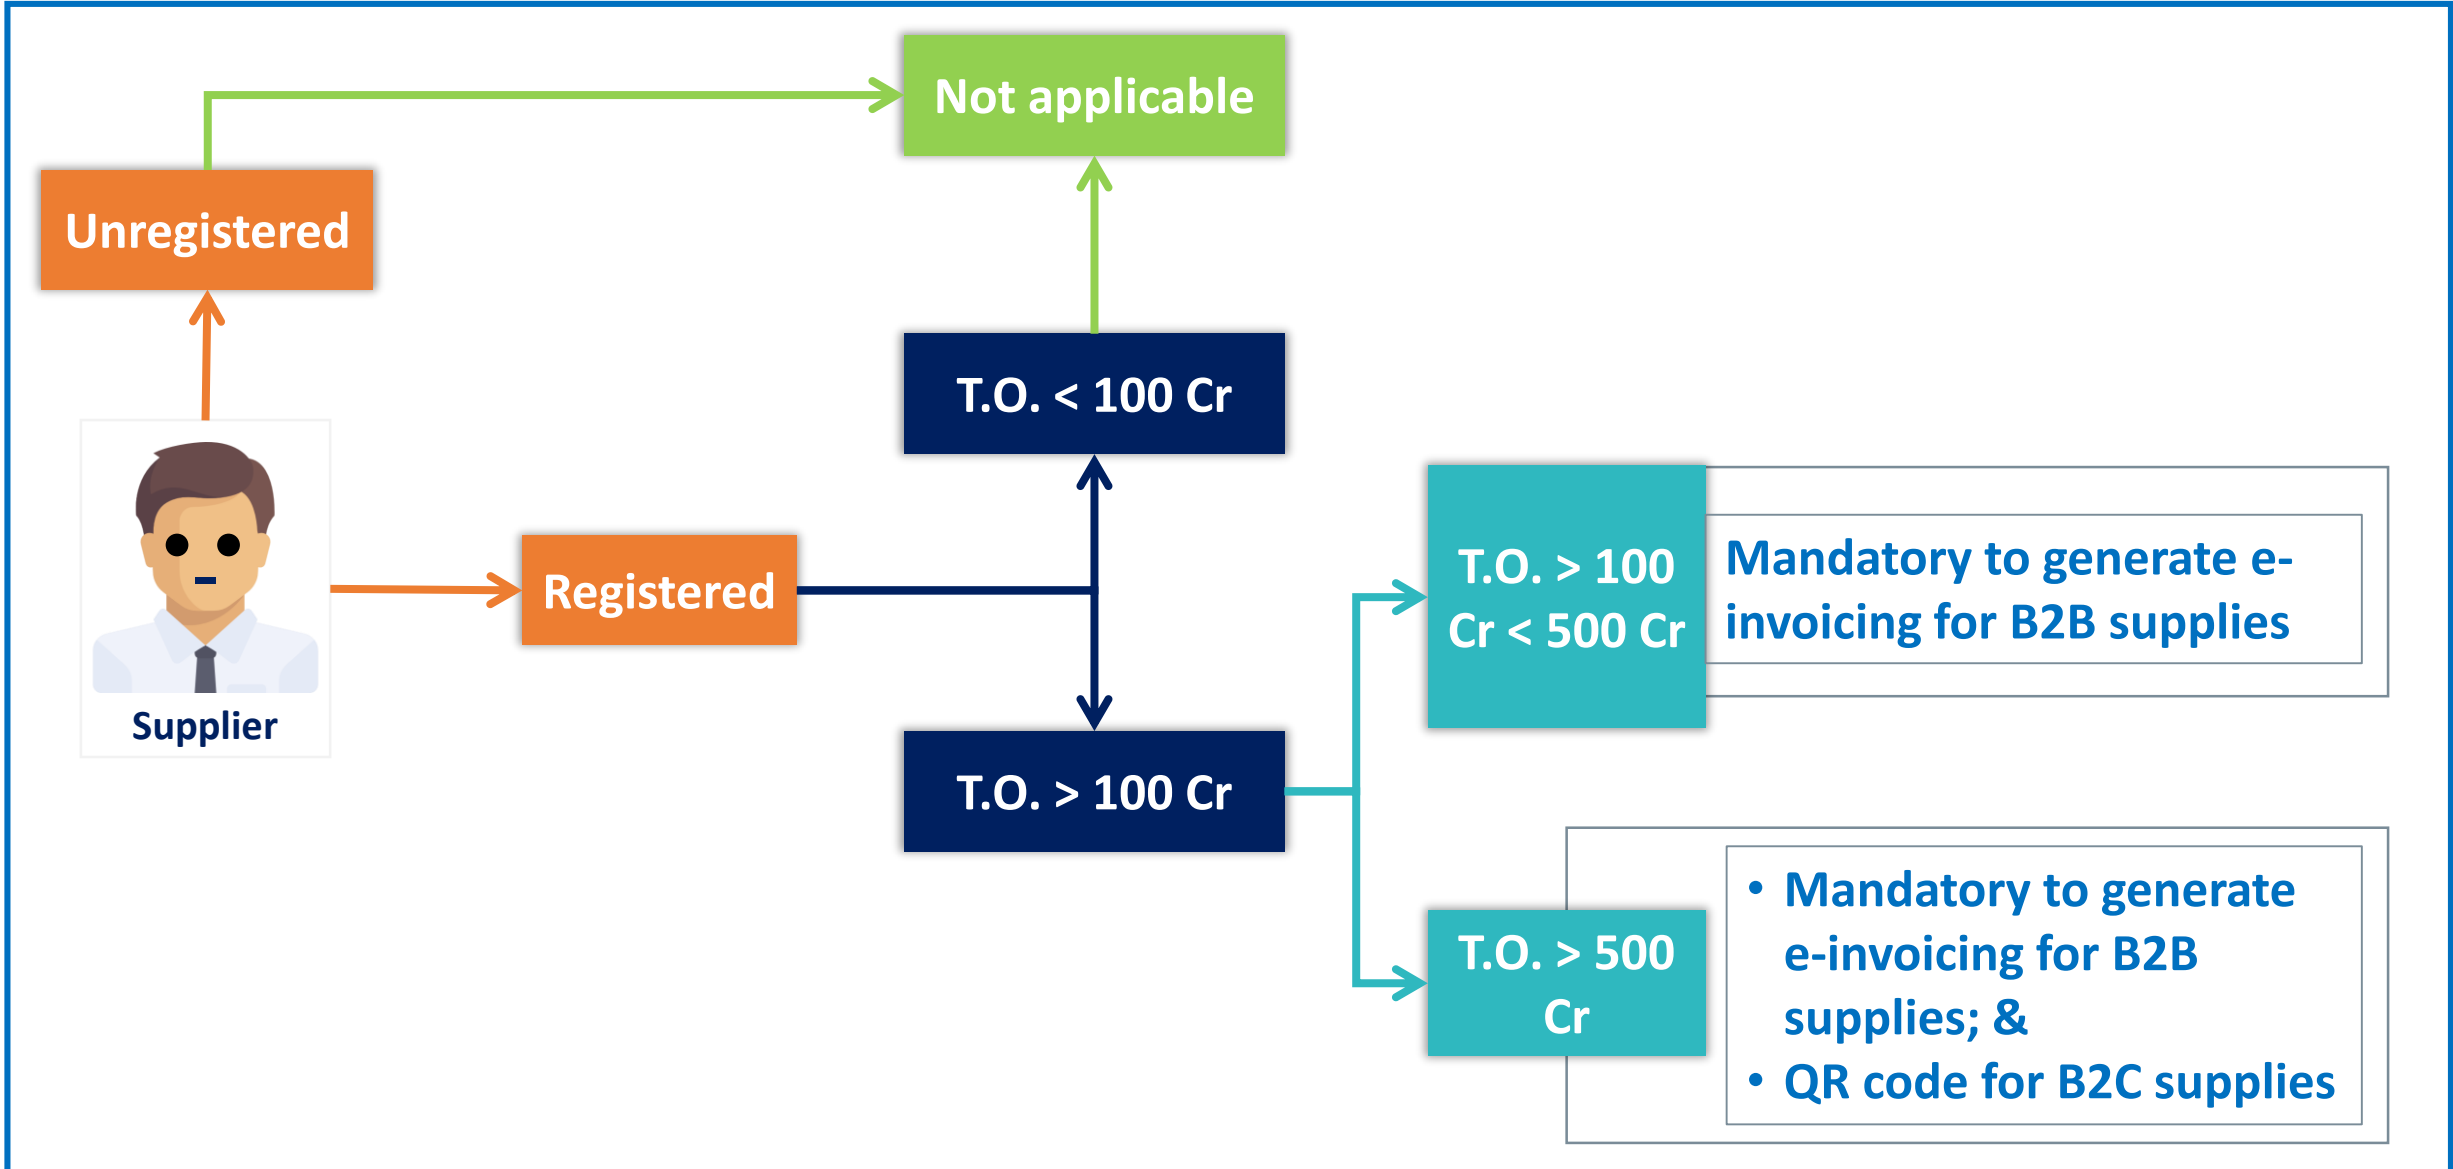 Not applicable
Unregistered
T.O. < 100 Cr
Supplier
Registered
T.O. > 100 Cr
T.O. > 100
Cr < 500 Cr
Mandatory to generate e-
invoicing for B2B supplies
T.O. > 500
Cr
• Mandatory to generate
e-invoicing for B2B
supplies; &
• QR code for B2C supplies